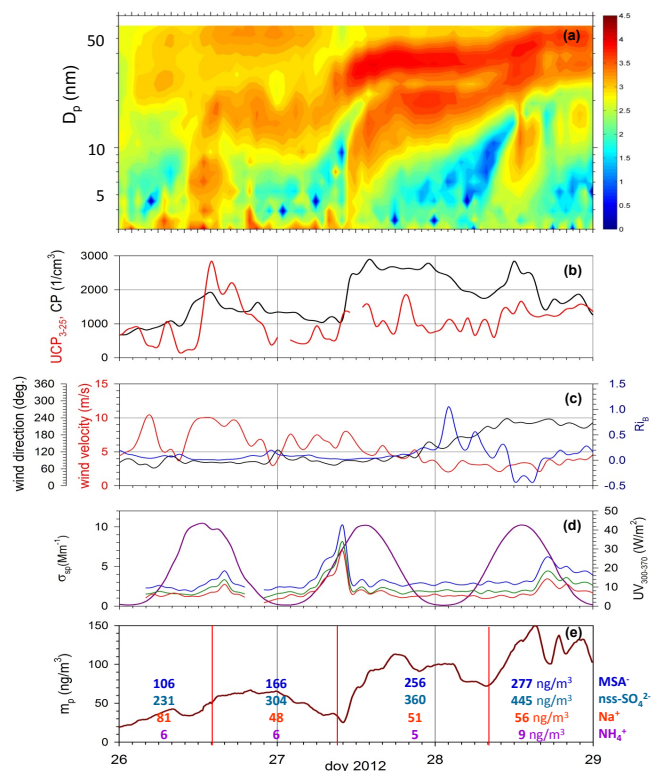 (a)
50
10
5
Dp (nm)
4.5
4
3.5
3
2.5
2
1.5
1
0.5
0
(b)
3000
2000
1000
0
UCP3-25, CP (1/cm³)
(c)
360
300
240
180
120
60
0
wind direction (deg.)
15
10
5
0
wind velocity (m/s)
1.5
1.0
0.5
0.0
-0.5
RiB
(d)
10
5
0
σsp(Mm-1)
50
40
30
20
10
0
UV300-370 (W/m²)
(e)
150
100
50
0
mp (ng/m³)
106 166 256 277 ng/m³ MSA-
231 304 360 445 ng/m³ nss-SO₄²⁻
81 48 51 56 ng/m³ Na⁺
6 6 5 9 ng/m³ NH₄⁺
26 27 28 29
doy 2012